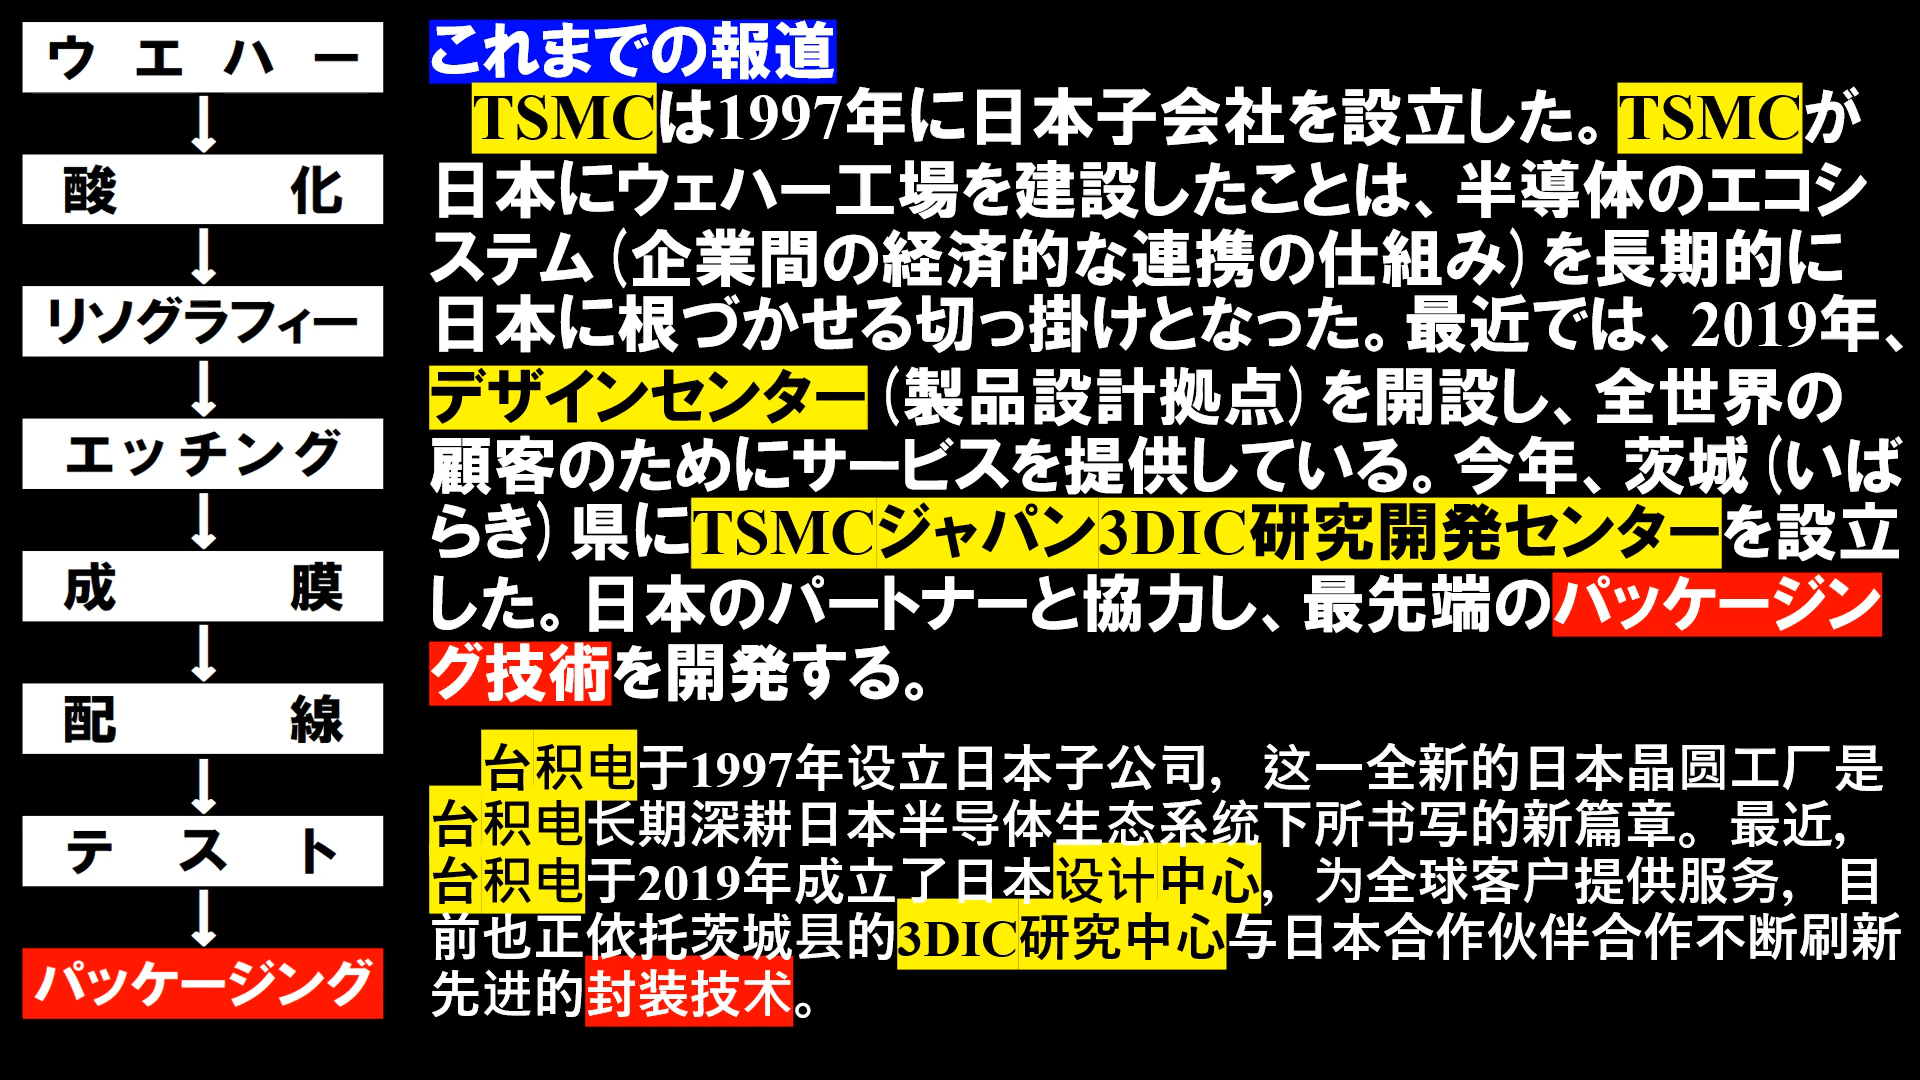 ウエハー
↓
酸化
↓
リソグラフィー
↓
エッチング
↓
成膜
↓
配線
↓
テスト
↓
パッケージング
これまでの報道
TSMCは1997年に日本子会社を設立した。TSMCが
日本にウェハー工場を建設したことは、半導体のエコシ
ステム(企業間の経済的な連携の仕組み)を長期的に
日本に根づかせる切っ掛けとなった。最近では、2019年、
デザインセンター(製品設計拠点)を開設し、全世界の
顧客のためにサービスを提供している。今年、茨城(いば
らき)県にTSMCジャパン3DIC研究開発センターを設立
した。日本のパートナーと協力し、最先端のパッケージン
グ技術を開発する。
台积电于1997年设立日本子公司，这一全新的日本晶圆工厂是
台积电长期深耕日本半导体生态系统下所书写的新篇章。最近，
台积电于2019年成立了日本设计中心，为全球客户提供服务，目
前也正依托茨城县的3DIC研究中心与日本合作伙伴合作不断刷新
先进的封装技术。